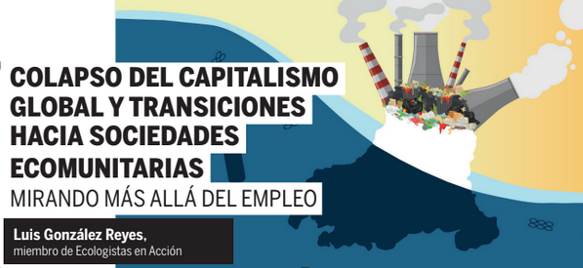 COLAPSO DEL CAPITALISMO
GLOBAL Y TRANSICIONES
HACIA SOCIEDADES
ECOMUNITARIAS
MIRANDO MÁS ALLÁ DEL EMPLEO
Luis González Reyes,
miembro de Ecologistas en Acción